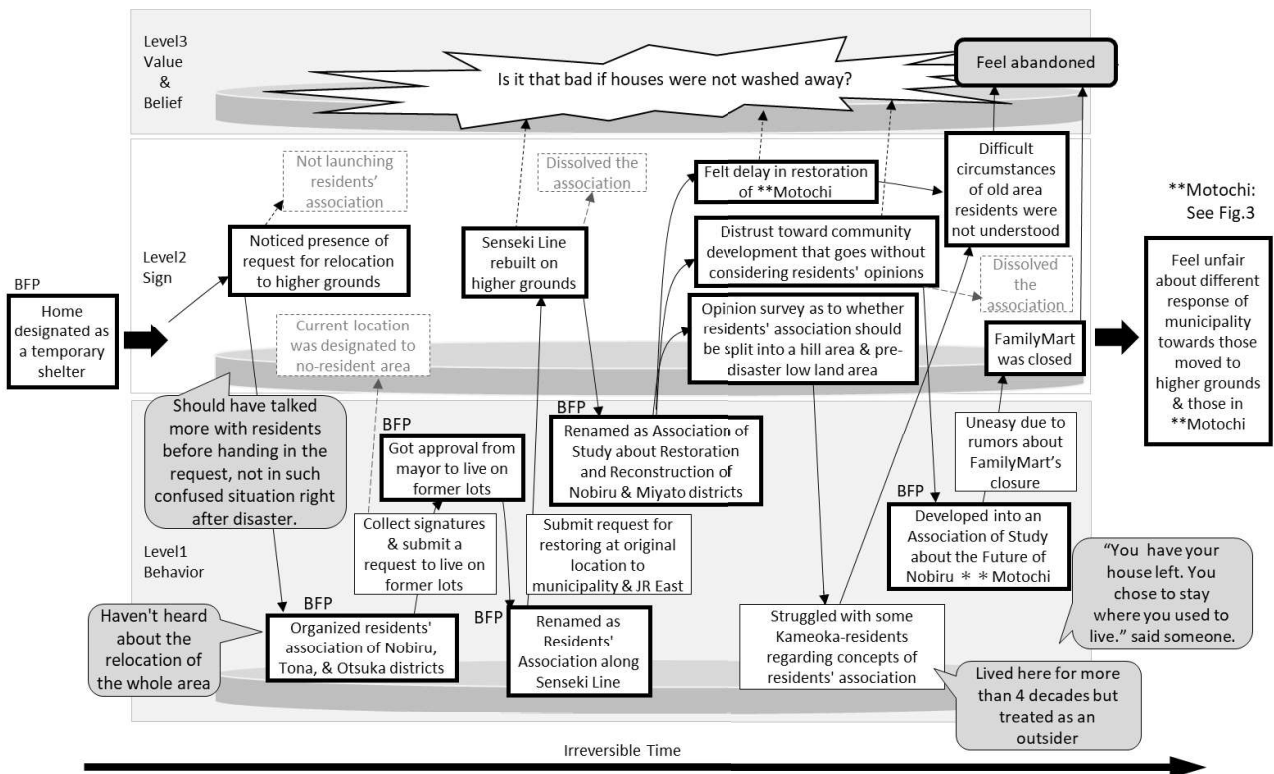 Level3
Value
&
Belief
Is it that bad if houses were not washed away?
Feel abandoned
Not launching
residents'
association
Dissolved the
association
Felt delay in restoration
of **Motochi
Difficult
circumstances
of old area
residents were
not understood
**Motochi:
See Fig.3
Level2
Sign
Noticed presence of
request for relocation
to higher grounds
Senseki Line
rebuilt on
higher grounds
Distrust toward community
development that goes without
considering residents' opinions
Dissolved
the
association
BFP
Home
designated as
a temporary
shelter
Current location
was designated to
no-resident area
Opinion survey as to whether
residents' association should
be split into a hill area & pre-
disaster low land area
FamilyMart
was closed
Feel unfair
about different
response of
municipality
towards those
moved to
higher grounds
& those in
**Motochi
Should have talked
more with residents
before handing in the
request, not in such
confused situation right
after disaster.
BFP
Got approval from
mayor to live on
former lots
BFP
Renamed as Association of
Study about Restoration
and Reconstruction of
Nobiru & Miyato districts
Uneasy due to
rumors about
FamilyMart's
closure
Level1
Behavior
Collect signatures
& submit a
request to live on
former lots
Submit request for
restoring at original
location to
municipality & JR East
BFP
Developed into an
Association of Study
about the Future of
Nobiru ＊＊Motochi
"You have your
house left. You
chose to stay
where you used to
live." said someone.
Haven't heard
about the
relocation of
the whole area
BFP
Organized residents'
association of Nobiru,
Tona, & Otsuka districts
BFP
Renamed as
Residents'
Association along
Senseki Line
Struggled with some
Kameoka-residents
regarding concepts of
residents' association
Lived here for more
than 4 decades but
treated as an
outsider
Irreversible Time